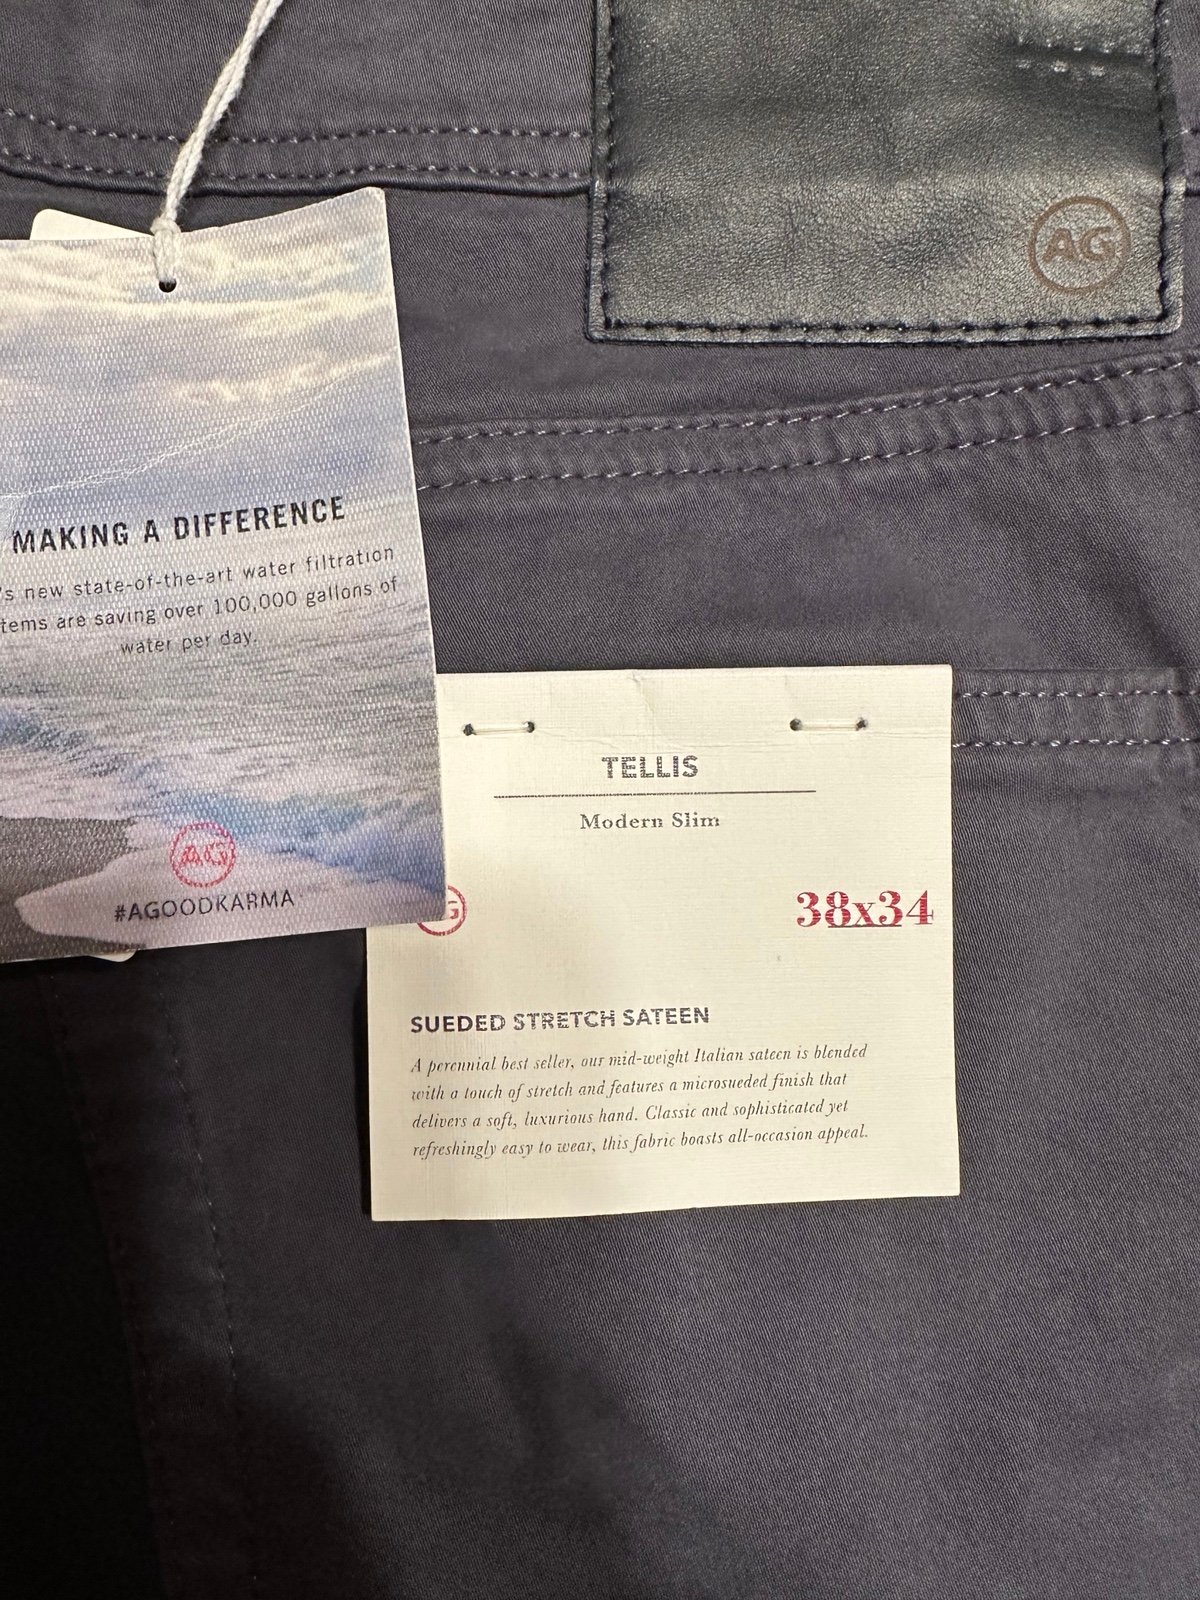 AG
MAKING A DIFFERENCE
's new state-of-the-art water filtration
tems are saving over 100,000 gallons of
water per day.
AG
#AGOODKARMA
TELLIS
Modern Slim
G
38x34
SUEDED STRETCH SATEEN
A perennial best seller, our mid-weight Italian sateen is blended
with a touch of stretch and features a microsueded finish that
delivers a soft, luxurious hand. Classic and sophisticated yet
refreshingly easy to wear, this fabric boasts all-occasion appeal.